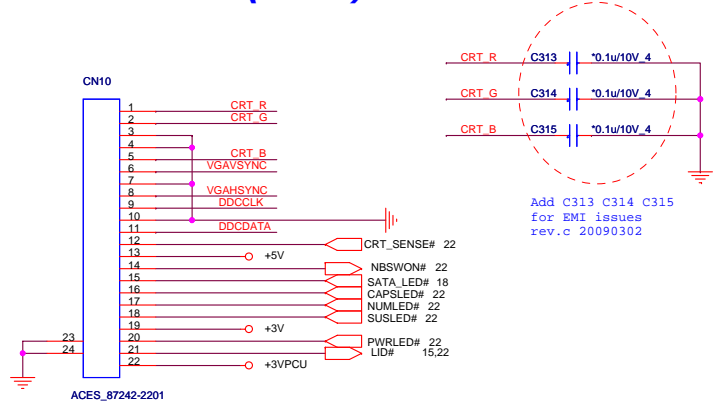 CN10
1 CRT_R
2 CRT_G
3
4
5 CRT_B
6 VGAVSYNC
7
8 VGAHSYNC
9 DDCCLK
10
11 DDCDATA
12 CRT_SENSE# 22
13 +5V
14 NBSWON# 22
15 SATA_LED# 18
16 CAPSLED# 22
17 NUMLED# 22
18 SUSLED# 22
19 +3V
20 PWRLED# 22
21 LID# 15,22
22 +3VPCU
23
24
ACES_87242-2201
CRT_R C313 *0.1u/10V_4
CRT_G C314 *0.1u/10V_4
CRT_B C315 *0.1u/10V_4
Add C313 C314 C315
for EMI issues
rev.c 20090302